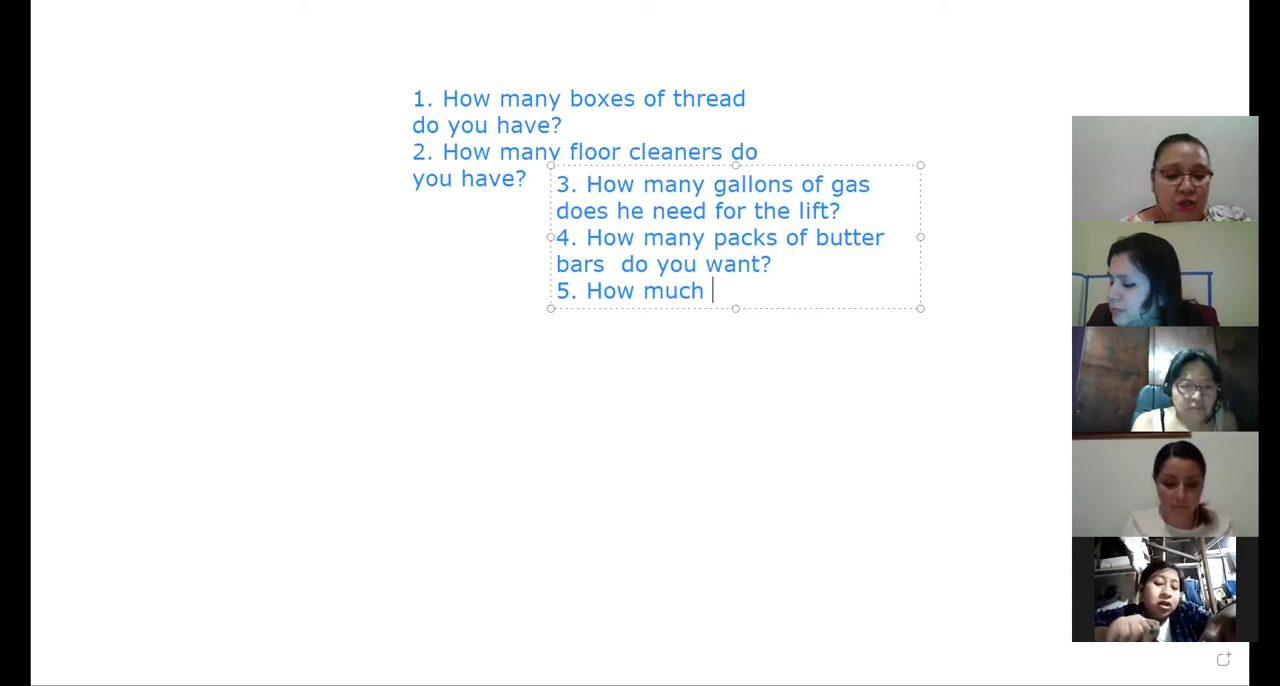 1. How many boxes of thread
do you have?
2. How many floor cleaners do
you have?
3. How many gallons of gas
does he need for the lift?
4. How many packs of butter
bars  do you want?
5. How much